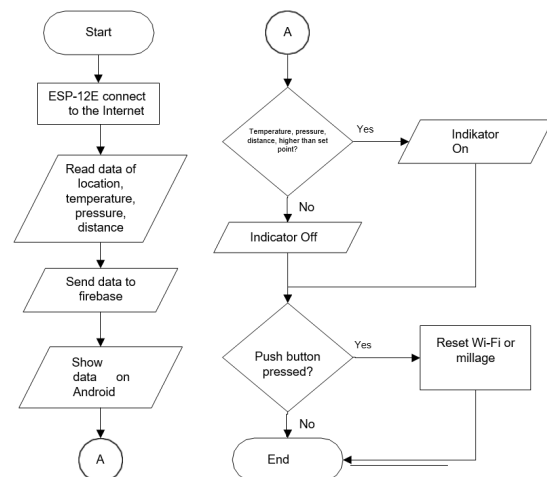 Start
ESP-12E connect
to the Internet
Read data of
location,
temperature,
pressure,
distance
Send data to
firebase
Show
data on
Android
A
A
Temperature, pressure,
distance, higher than set
point?
Yes
Indikator
On
No
Indicator Off
Push button
pressed?
Yes
Reset Wi-Fi or
millage
No
End